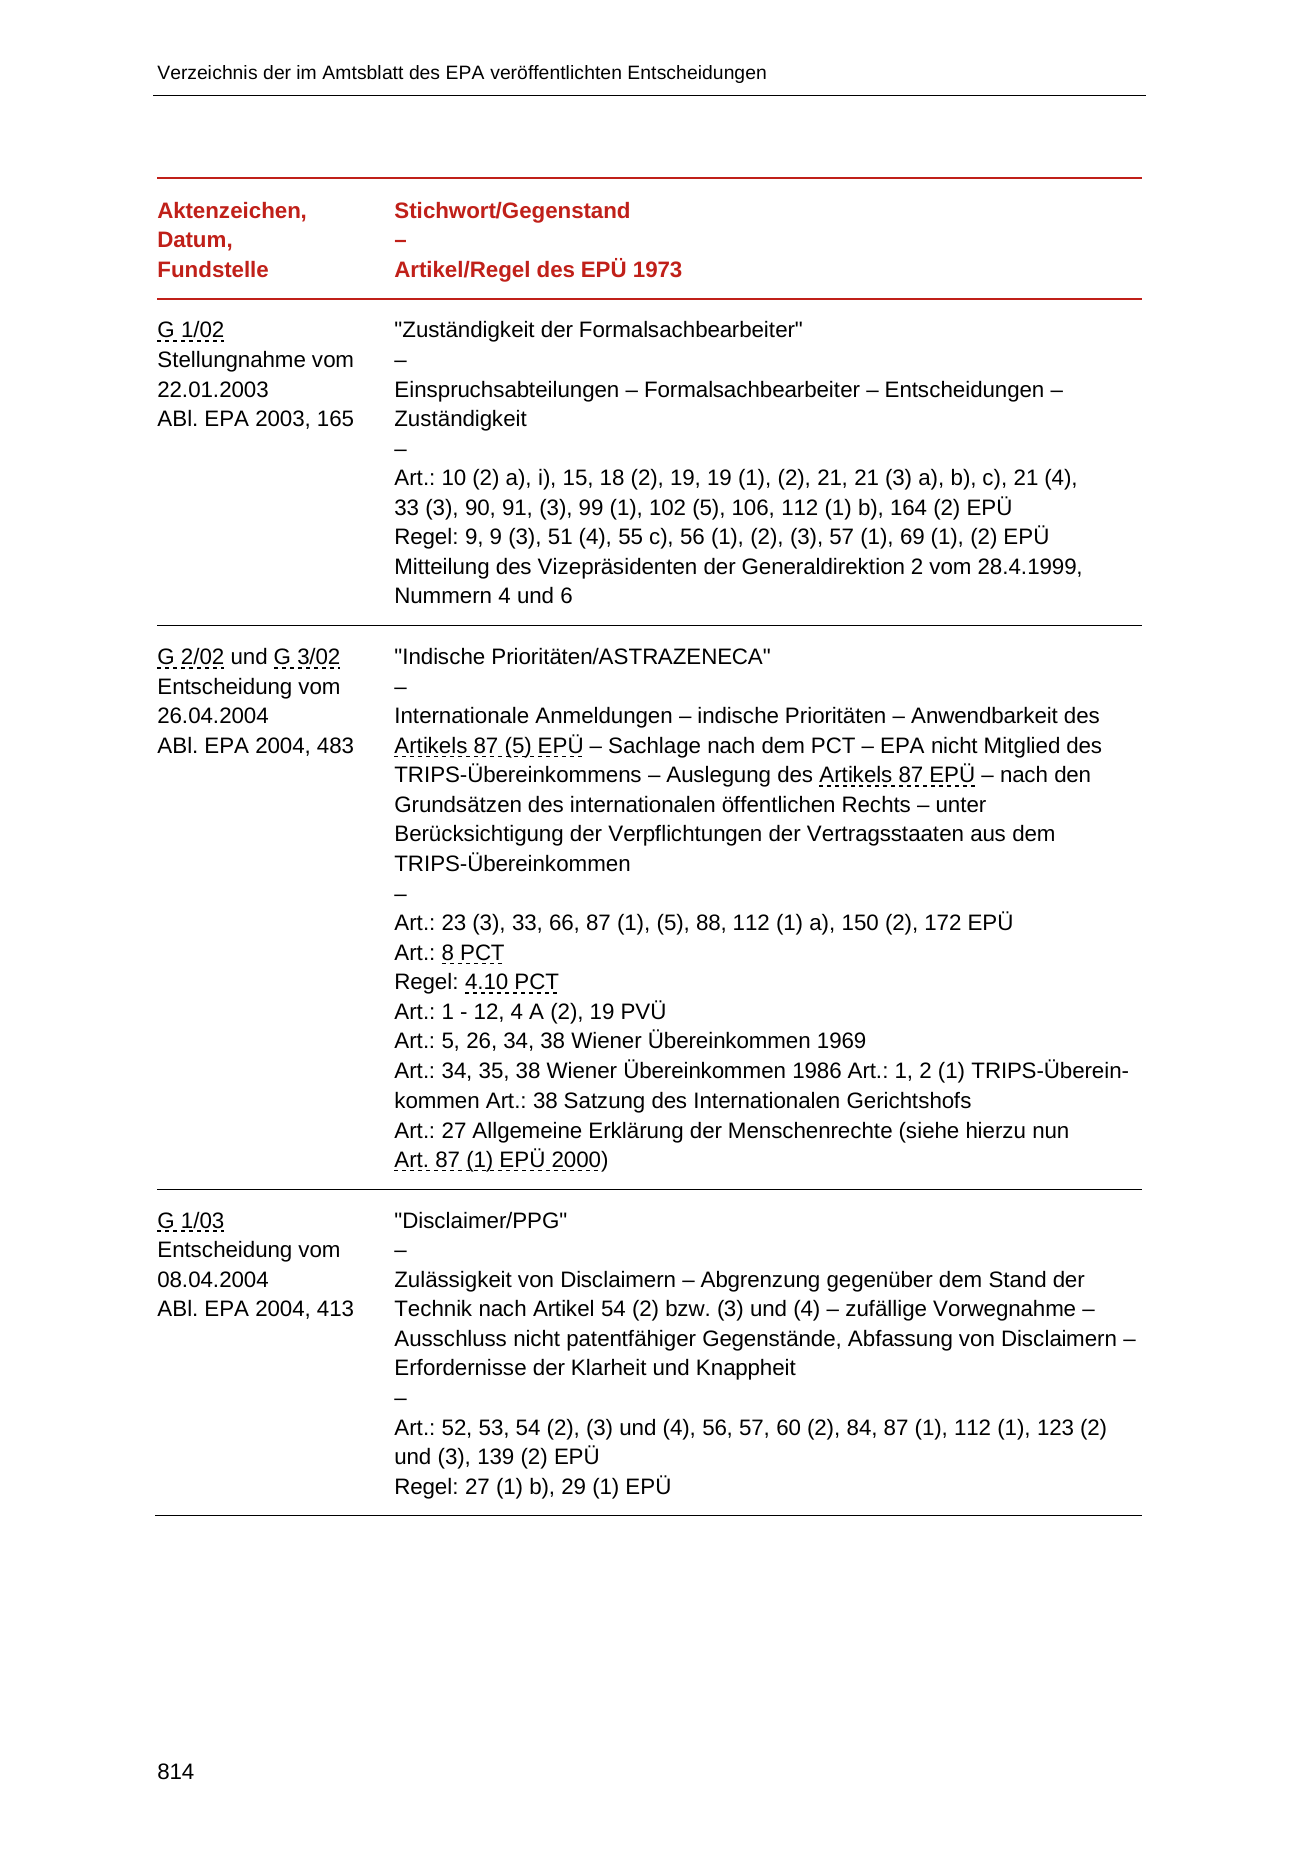 Verzeichnis der im Amtsblatt des EPA veröffentlichten Entscheidungen
Aktenzeichen,
Datum,
Fundstelle
Stichwort/Gegenstand
–
Artikel/Regel des EPÜ 1973
G 1/02
Stellungnahme vom
22.01.2003
ABl. EPA 2003, 165
"Zuständigkeit der Formalsachbearbeiter"
–
Einspruchsabteilungen – Formalsachbearbeiter – Entscheidungen –
Zuständigkeit
–
Art.: 10 (2) a), i), 15, 18 (2), 19, 19 (1), (2), 21, 21 (3) a), b), c), 21 (4),
33 (3), 90, 91, (3), 99 (1), 102 (5), 106, 112 (1) b), 164 (2) EPÜ
Regel: 9, 9 (3), 51 (4), 55 c), 56 (1), (2), (3), 57 (1), 69 (1), (2) EPÜ
Mitteilung des Vizepräsidenten der Generaldirektion 2 vom 28.4.1999,
Nummern 4 und 6
G 2/02 und G 3/02
Entscheidung vom
26.04.2004
ABl. EPA 2004, 483
"Indische Prioritäten/ASTRAZENECA"
–
Internationale Anmeldungen – indische Prioritäten – Anwendbarkeit des
Artikels 87 (5) EPÜ – Sachlage nach dem PCT – EPA nicht Mitglied des
TRIPS-Übereinkommens – Auslegung des Artikels 87 EPÜ – nach den
Grundsätzen des internationalen öffentlichen Rechts – unter
Berücksichtigung der Verpflichtungen der Vertragsstaaten aus dem
TRIPS-Übereinkommen
–
Art.: 23 (3), 33, 66, 87 (1), (5), 88, 112 (1) a), 150 (2), 172 EPÜ
Art.: 8 PCT
Regel: 4.10 PCT
Art.: 1 - 12, 4 A (2), 19 PVÜ
Art.: 5, 26, 34, 38 Wiener Übereinkommen 1969
Art.: 34, 35, 38 Wiener Übereinkommen 1986 Art.: 1, 2 (1) TRIPS-Überein-
kommen Art.: 38 Satzung des Internationalen Gerichtshofs
Art.: 27 Allgemeine Erklärung der Menschenrechte (siehe hierzu nun
Art. 87 (1) EPÜ 2000)
G 1/03
Entscheidung vom
08.04.2004
ABl. EPA 2004, 413
"Disclaimer/PPG"
–
Zulässigkeit von Disclaimern – Abgrenzung gegenüber dem Stand der
Technik nach Artikel 54 (2) bzw. (3) und (4) – zufällige Vorwegnahme –
Ausschluss nicht patentfähiger Gegenstände, Abfassung von Disclaimern –
Erfordernisse der Klarheit und Knappheit
–
Art.: 52, 53, 54 (2), (3) und (4), 56, 57, 60 (2), 84, 87 (1), 112 (1), 123 (2)
und (3), 139 (2) EPÜ
Regel: 27 (1) b), 29 (1) EPÜ
814